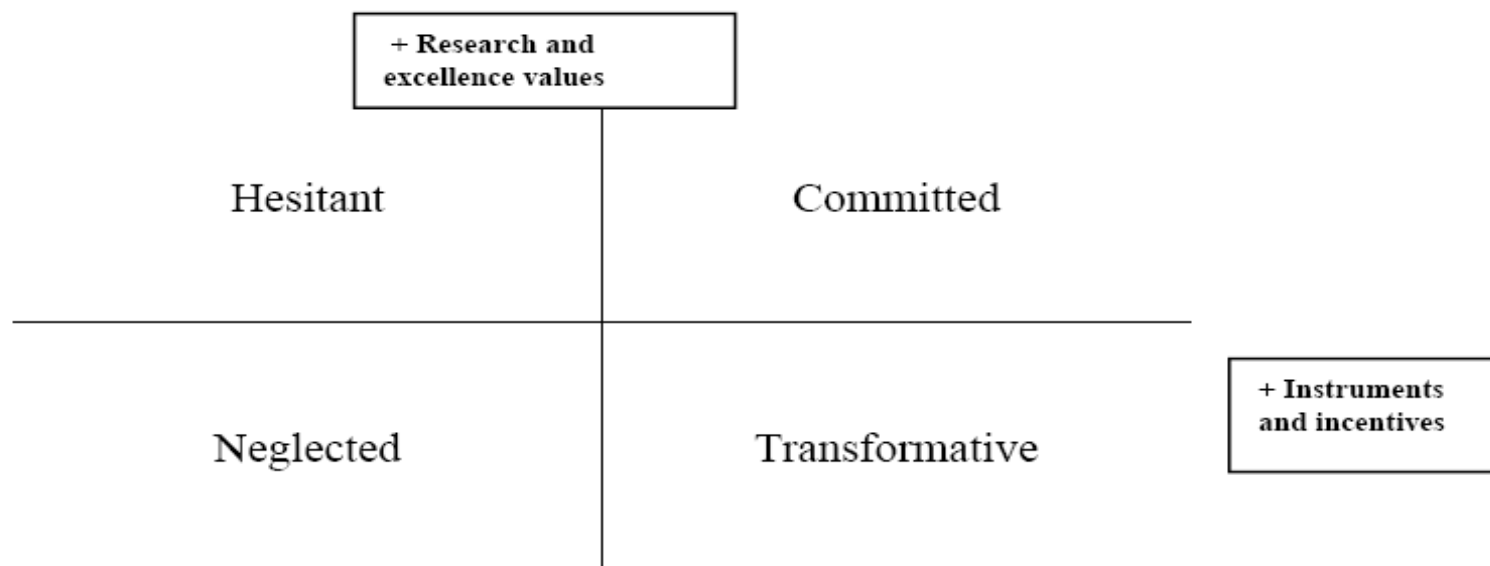 + Research and
excellence values
Hesitant
Committed
+ Instruments
and incentives
Neglected
Transformative